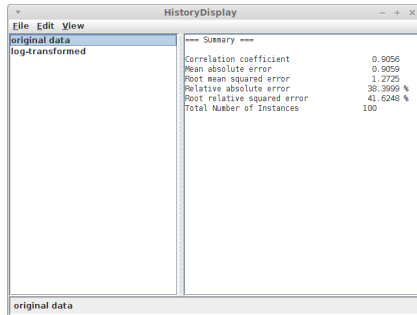 HistoryDisplay
File Edit View
original data
log-transformed
=== Summary ===
Correlation coefficient 0.9056
Mean absolute error 0.9059
Root mean squared error 1.2725
Relative absolute error 38.3999 %
Root relative squared error 41.6248 %
Total Number of Instances 100
original data